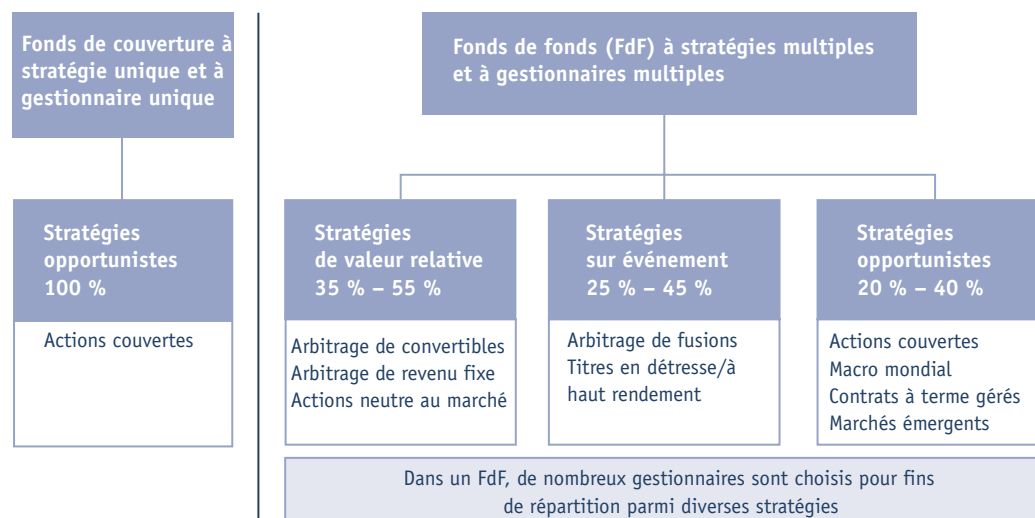 Fonds de couverture à
stratégie unique et à
gestionnaire unique
Stratégies
opportunistes
100 %
Actions couvertes
Fonds de fonds (FdF) à stratégies multiples
et à gestionnaires multiples
Stratégies
de valeur relative
35 % – 55 %
Arbitrage de convertibles
Arbitrage de revenu fixe
Actions neutre au marché
Stratégies
sur événement
25 % – 45 %
Arbitrage de fusions
Titres en détresse/à
haut rendement
Stratégies
opportunistes
20 % – 40 %
Actions couvertes
Macro mondial
Contrats à terme gérés
Marchés émergents
Dans un FdF, de nombreux gestionnaires sont choisis pour fins
de répartition parmi diverses stratégies